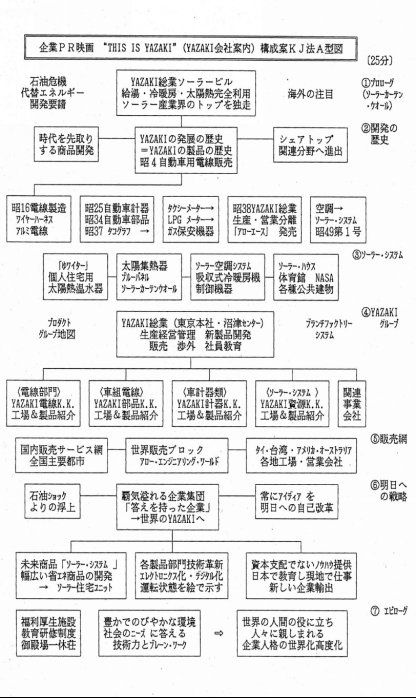 企業ＰＲ映画 "THIS IS YAZAKI"（YAZAKI会社案内）構成案ＫＪ法Ａ型図
〔25分〕
石油危機
代替エネルギー
開発要請
YAZAKI総業ソーラービル
給湯・冷暖房・太陽熱完全利用
ソーラー産業界のトップを独走
海外の注目
①プロローグ
(ソーラーカーテン
・ウオール)
時代を先取り
する商品開発
YAZAKIの発展の歴史
＝YAZAKIの製品の歴史
昭４自動車用電線販売
シェアトップ
関連分野へ進出
②開発の
歴史
昭16電線製造
ワイヤーハーネス
アルミ電線
昭25自動車計器
昭34自動車部品
昭37 タコグラフ →
タクシーメーター→
LPG メーター→
ガス保安機器
昭38YAZAKI総業
生産・営業分離
「アローエース」 発売
空調→
ソーラー・システム
昭49第１号
③ソーラー・システム
「ゆワイター」
個人住宅用
太陽熱温水器
太陽集熱器
ブルーパネル
ソーラーカーテンウオール
ソーラー空調システム
吸収式冷暖房機
制御機器
ソーラー・ハウス
体育館 NASA
各種公共建物
④YAZAKI
グループ
プロダクト
グループ地図
YAZAKI総業（東京本社・沼津センター）
生産経営管理 新製品開発
販売 渉外 社員教育
ブランチファクトリー
システム
〈電線部門〉
YAZAKI電線K.K.
工場＆製品紹介
〈車組電線〉
YAZAKI部品K.K.
工場＆製品紹介
〈車計器類〉
YAZAKI計器K.K.
工場＆製品紹介
〈ソーラー・システム〉
YAZAKI資源K.K.
工場＆製品紹介
関連
事業
会社
⑤販売網
国内販売サービス網
全国主要都市
世界販売ブロック
アロー・エンジニアリング・ワールド
タイ・台湾・アメリカ・オーストラリア
各地工場・営業会社
⑥明日へ
の戦略
石油ショック
よりの浮上
覇気溢れる企業集団
「答えを持った企業」
→世界のYAZAKIへ
常にアイディアを
明日への自己改革
未来商品「ソーラー・システム」
幅広い省エネ商品の開発
→ ソーラー住宅ユニット
各製品部門技術革新
エレクトロニクス化・デジタル化
運転状態を絵で示す
資本支配でないノウハウ提供
日本で教育し現地で仕事
新しい企業輸出
⑦ エピローグ
福利厚生施設
教育研修制度
御殿場一休荘
豊かでのびやかな環境
社会のニーズに答える
技術力とブレーン・ワーク
⇨
世界の人間の役に立ち
人々に親しまれる
企業人格の世界化高度化